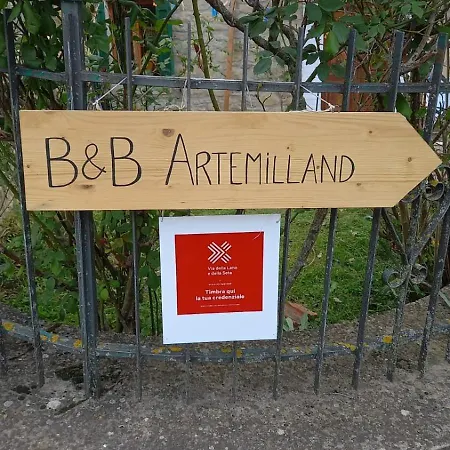 B&B ARTEMILLAND
Via della Lana
e della Seta
Timbra qui
la tua credenziale